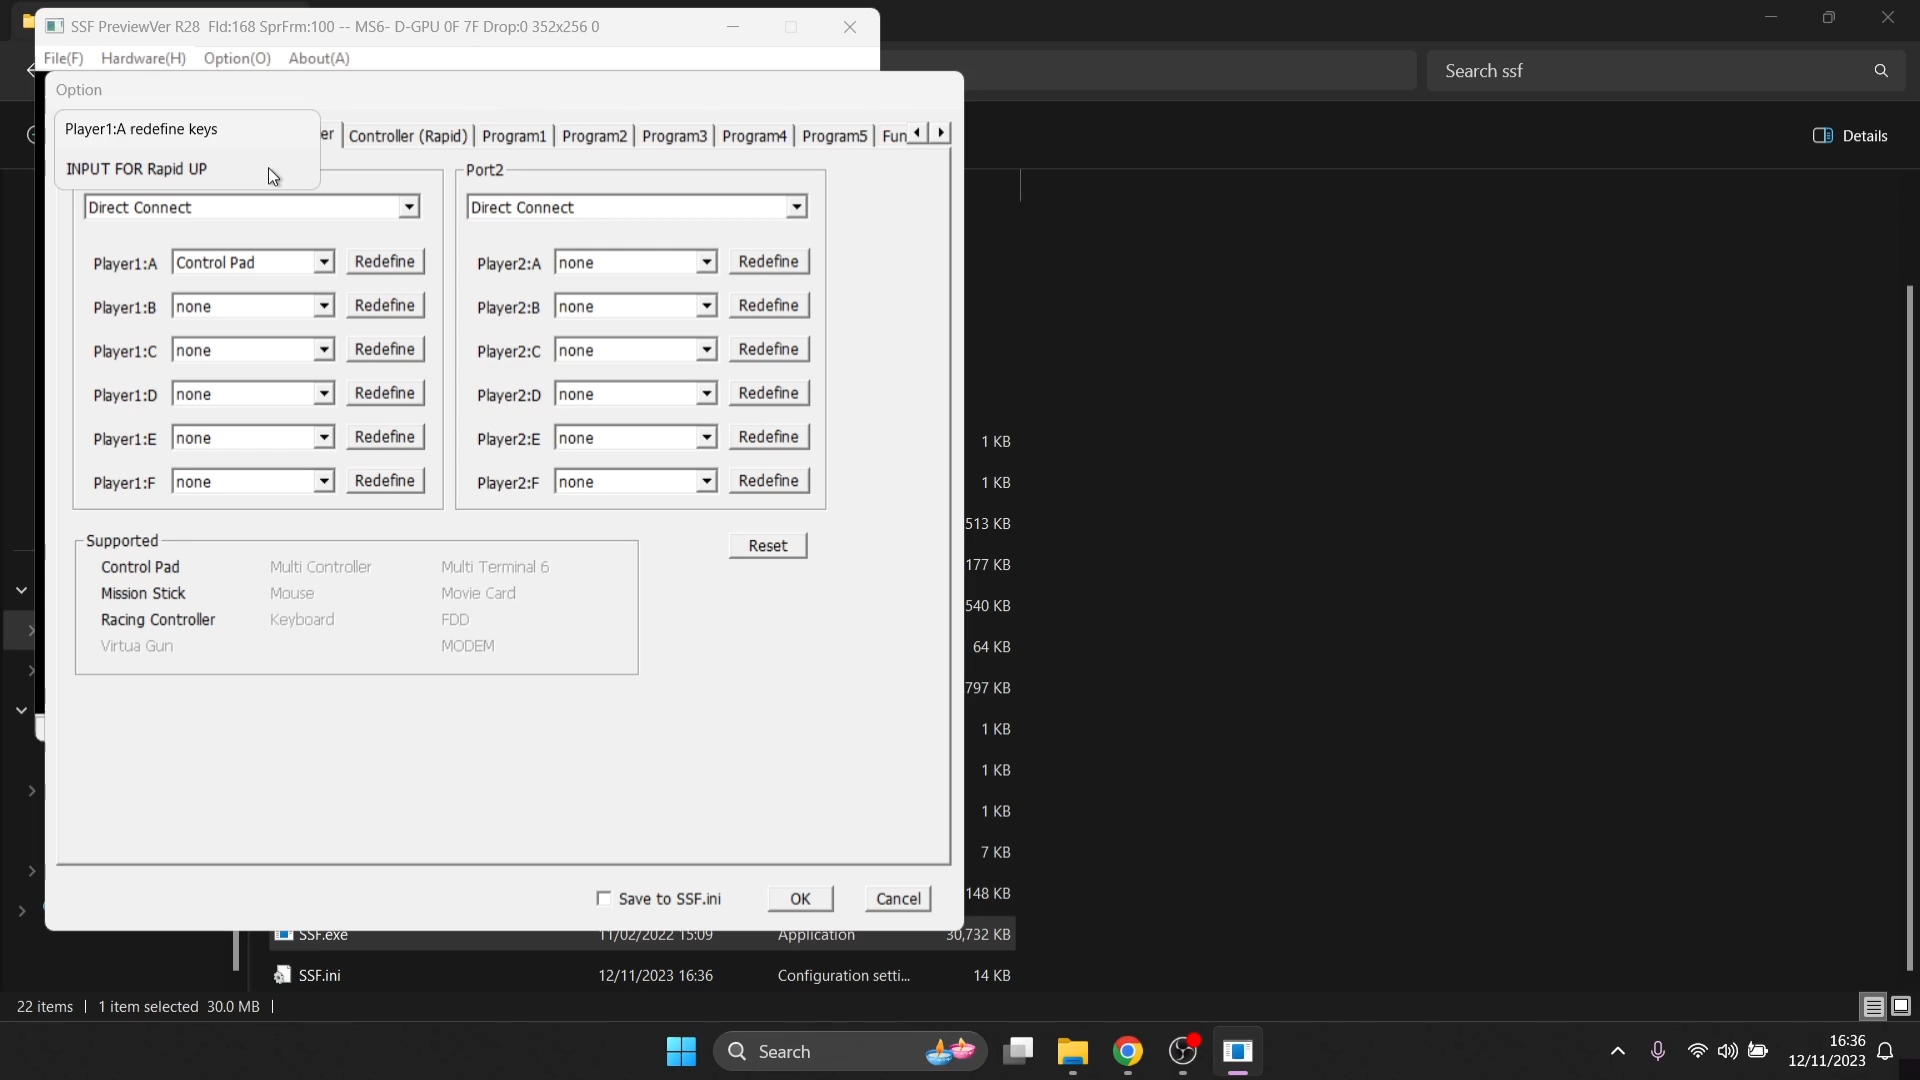 SSF PreviewVer R28 Fld:168 SprFrm:100 -- MS6- D-GPU 0F 7F Drop:0 352x256 0
File(F) Hardware(H) Option(O) About(A)
Search ssf
Option
Player1:A redefine keys
INPUT FOR Rapid UP
er Controller (Rapid) Program1 Program2 Program3 Program4 Program5 Fun
Details
Port2
Direct Connect Direct Connect
Player1:A Control Pad Redefine Player2:A none Redefine
Player1:B none Redefine Player2:B none Redefine
Player1:C none Redefine Player2:C none Redefine
Player1:D none Redefine Player2:D none Redefine
Player1:E none Redefine Player2:E none Redefine
Player1:F none Redefine Player2:F none Redefine
Supported
Reset
Control Pad Multi Controller Multi Terminal 6
Mission Stick Mouse Movie Card
Racing Controller Keyboard FDD
Virtua Gun MODEM
1 KB
1 KB
513 KB
177 KB
540 KB
64 KB
797 KB
1 KB
1 KB
1 KB
7 KB
148 KB
Save to SSF.ini OK Cancel
SSF.exe 11/02/2022 15:09 Application 30,732 KB
SSF.ini 12/11/2023 16:36 Configuration setti... 14 KB
22 items 1 item selected 30.0 MB
Search
16:36
12/11/2023